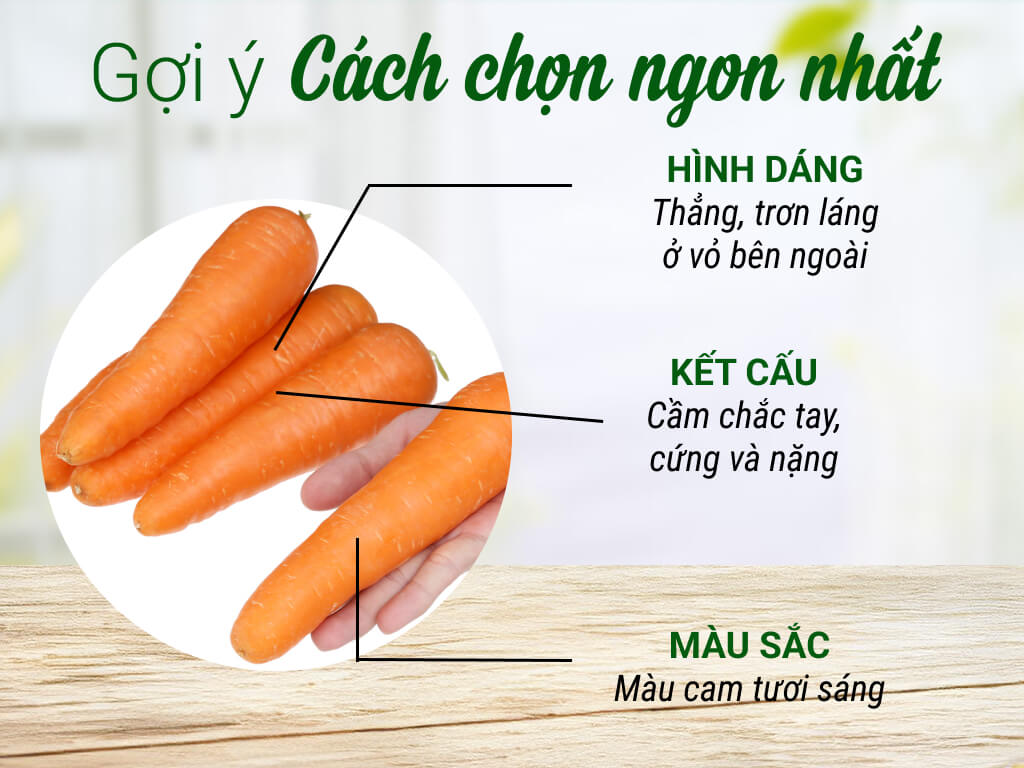 Gợi ý Cách chọn ngon nhất
HÌNH DÁNG
Thẳng, trơn láng
ở vỏ bên ngoài
KẾT CẤU
Cầm chắc tay,
cứng và nặng
MÀU SẮC
Màu cam tươi sáng